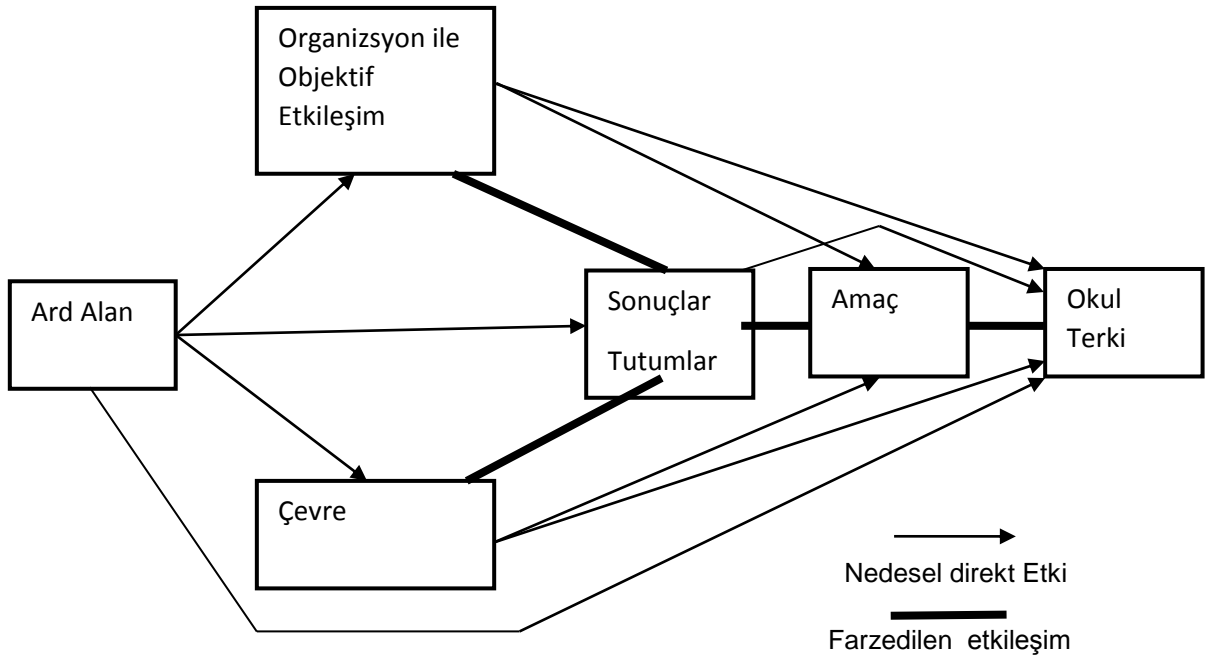 Organizsyon ile
Objektif
Etkileşim
Ard Alan
Sonuçlar
Tutumlar
Amaç
Okul
Terki
Çevre
Nedesel direkt Etki
Farzedilen etkileşim